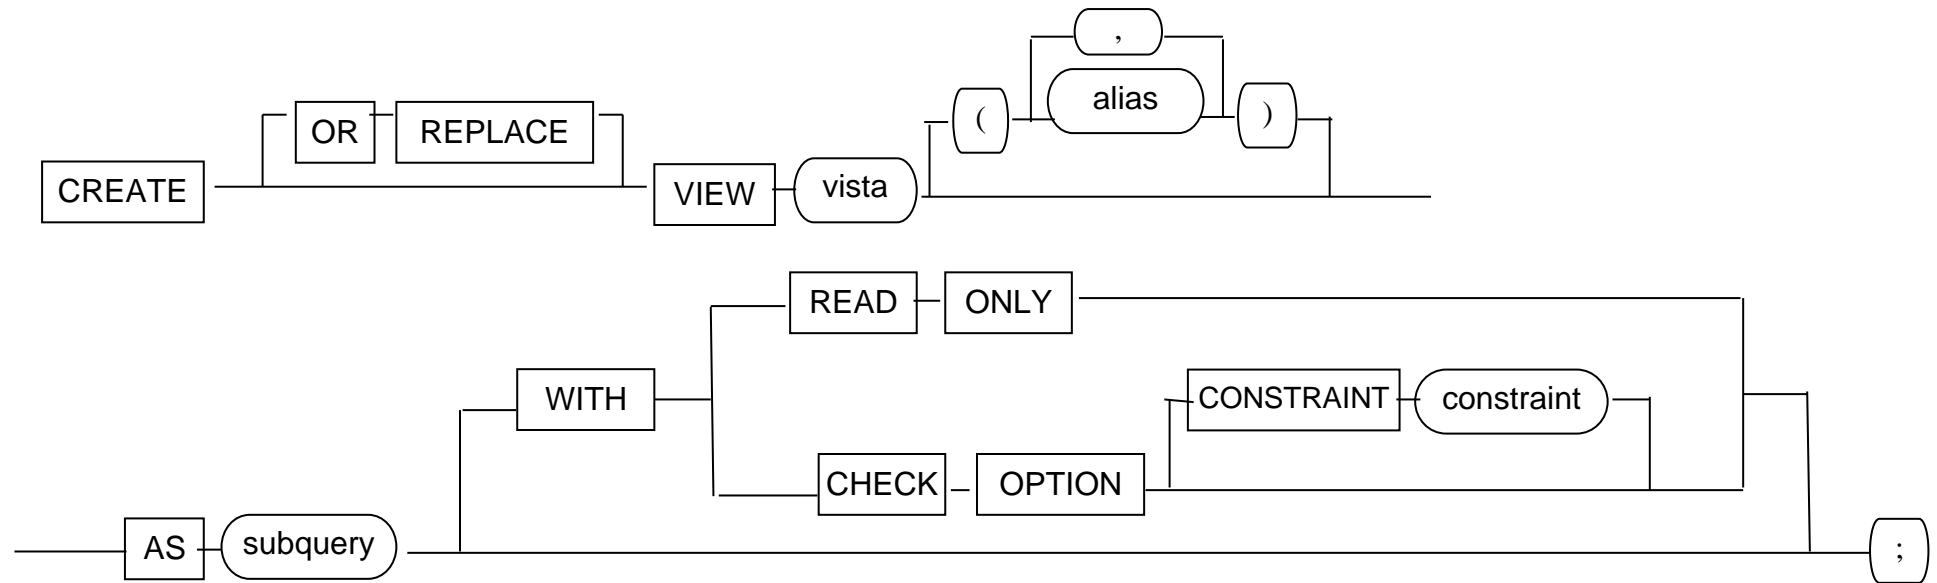 ,
( alias )
OR REPLACE
CREATE VIEW vista
READ ONLY
WITH CONSTRAINT constraint
CHECK OPTION
AS subquery ;